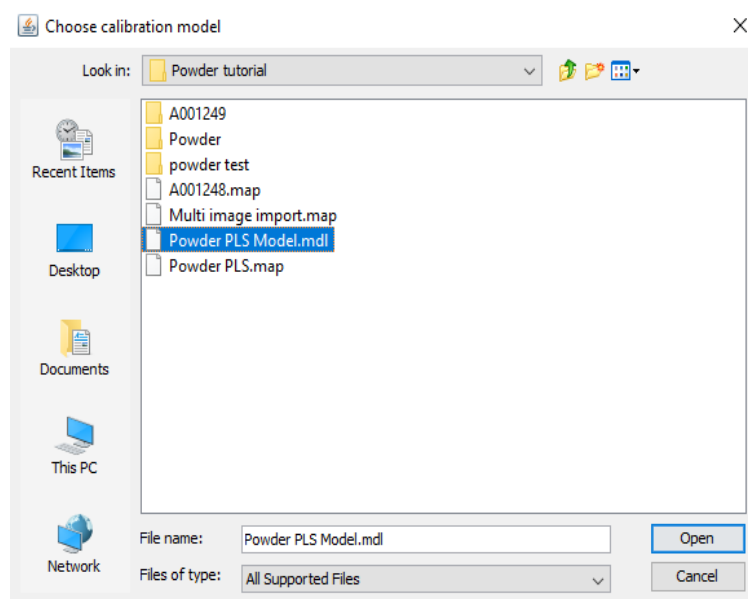 Choose calibration model
Look in:
Powder tutorial
Recent Items
Desktop
Documents
This PC
Network
A001249
Powder
powder test
A001248.map
Multi image import.map
Powder PLS Model.mdl
Powder PLS.map
File name:
Powder PLS Model.mdl
Open
Files of type:
All Supported Files
Cancel